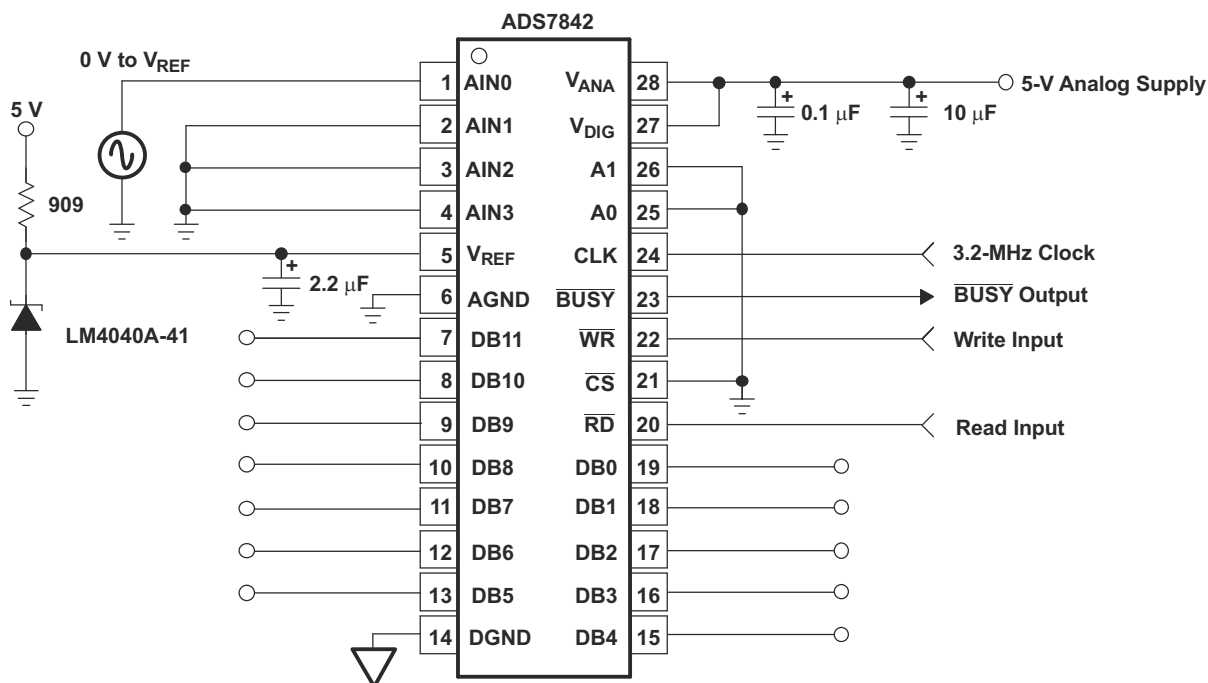 ADS7842
0 V to VREF
5 V
909
LM4040A-41
2.2 μF
1 AIN0
2 AIN1
3 AIN2
4 AIN3
5 VREF
6 AGND
7 DB11
8 DB10
9 DB9
10 DB8
11 DB7
12 DB6
13 DB5
14 DGND
VANA 28
VDIG 27
A1 26
A0 25
CLK 24
BUSY 23
WR 22
CS 21
RD 20
DB0 19
DB1 18
DB2 17
DB3 16
DB4 15
+
0.1 μF
+
10 μF
+
5-V Analog Supply
3.2-MHz Clock
BUSY Output
Write Input
Read Input